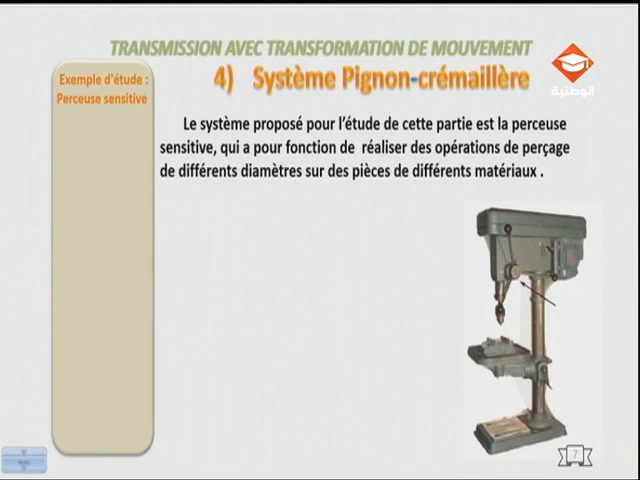 TRANSMISSION AVEC TRANSFORMATION DE MOUVEMENT
4) Système Pignon-crémaillère
Exemple d'étude :
Perceuse sensitive
الوطنية
Le système proposé pour l'étude de cette partie est la perceuse
sensitive, qui a pour fonction de réaliser des opérations de perçage
de différents diamètres sur des pièces de différents matériaux .
7